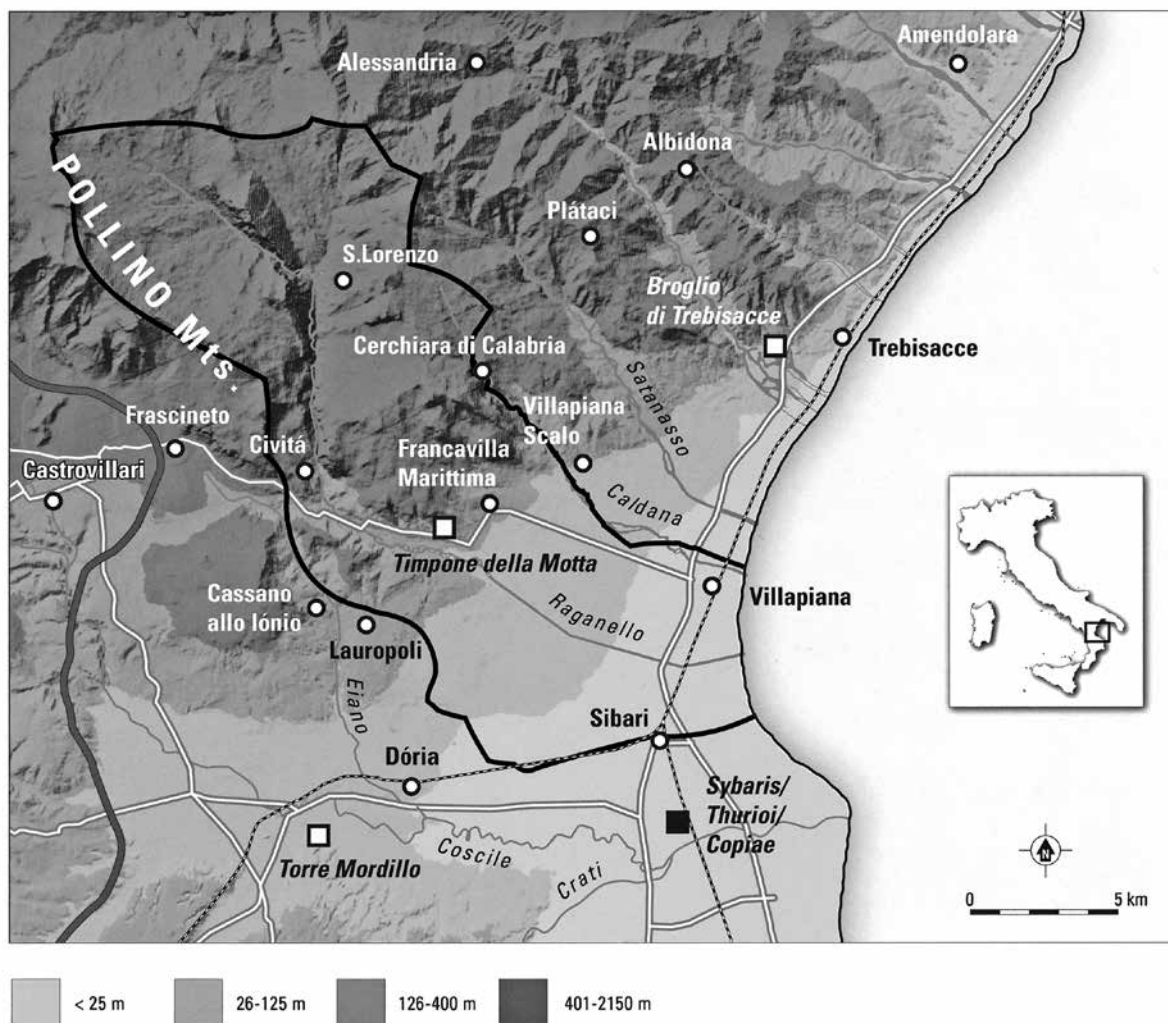 Amendolara
Alessandria
Albidona
Plátaci
POLLINO Mts.
S.Lorenzo
Broglio
di Trebisacce
Trebisacce
Cerchiara di Calabria
Satanasso
Frascineto
Villapiana
Scalo
Civitá
Francavilla
Marittima
Castrovillari
Caldana
Timpone della Motta
Cassano
allo Iónio
Villapiana
Raganello
Lauropoli
Eiano
Sibari
Dória
Sybaris/
Thurioi/
Copiae
Torre Mordillo
Coscile
Crati
N
0 5 km
< 25 m 26-125 m 126-400 m 401-2150 m